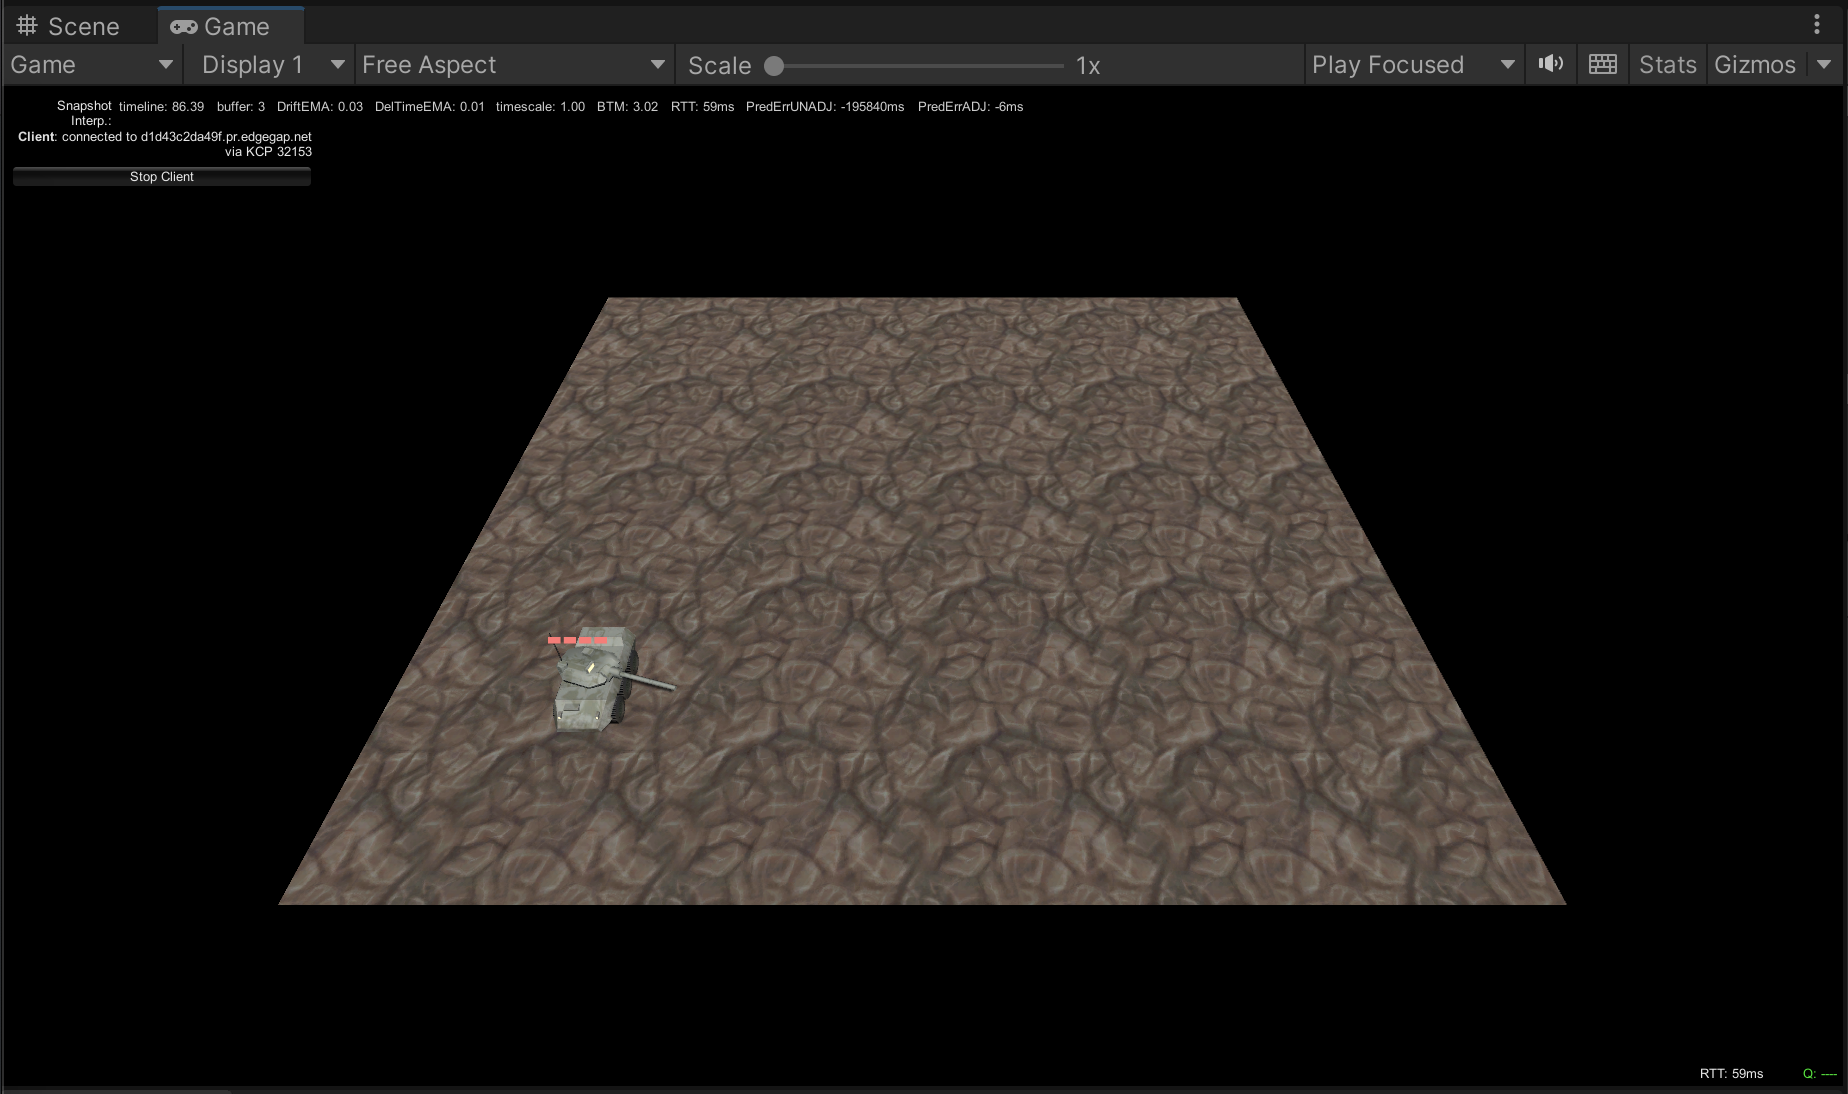 Scene Game
Game Display 1 Free Aspect Scale 1x Play Focused Stats Gizmos
Snapshot timeline: 86.39 buffer: 3 DriftEMA: 0.03 DelTimeEMA: 0.01 timescale: 1.00 BTM: 3.02 RTT: 59ms PredErrUNADJ: -195840ms PredErrADJ: -6ms
Interp.:
Client: connected to d1d43c2da49f.pr.edgegap.net
via KCP 32153
Stop Client
RTT: 59ms Q: ----